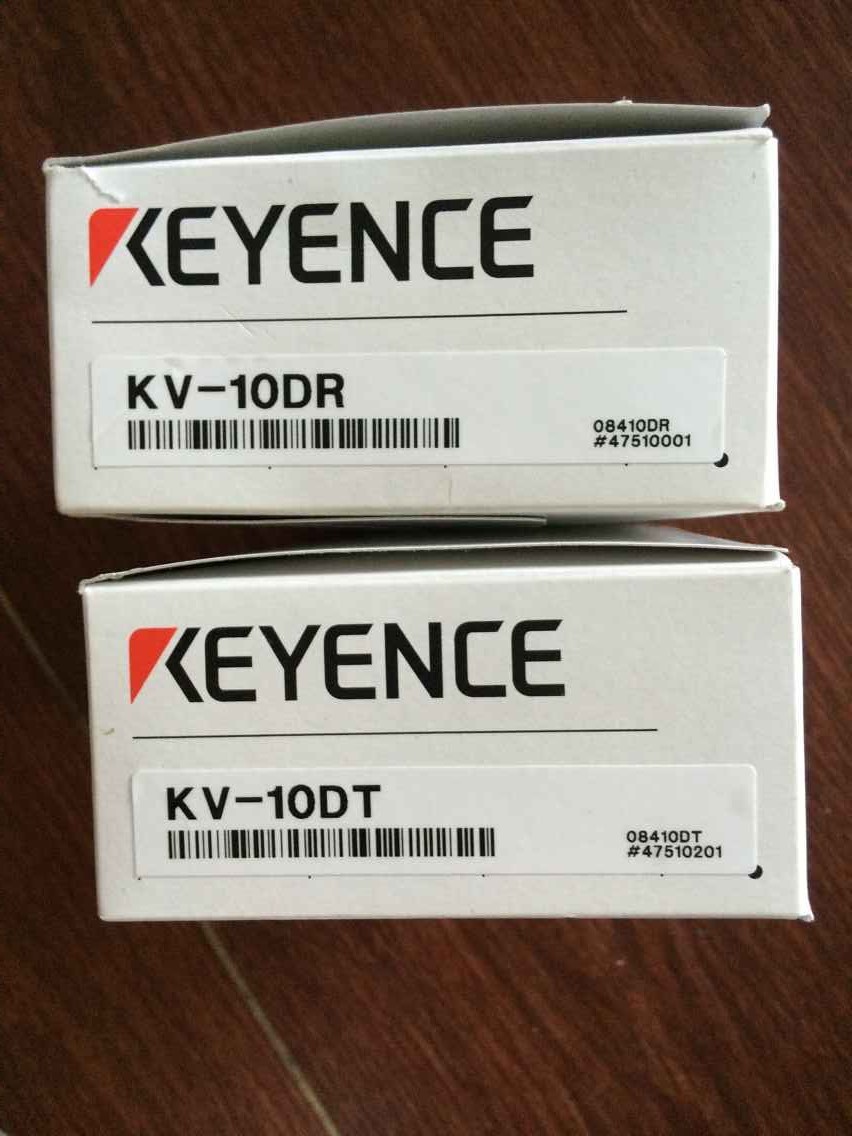 KEYENCE
KV-10DR
08410DR
#47510001
KEYENCE
KV-10DT
08410DT
#47510201